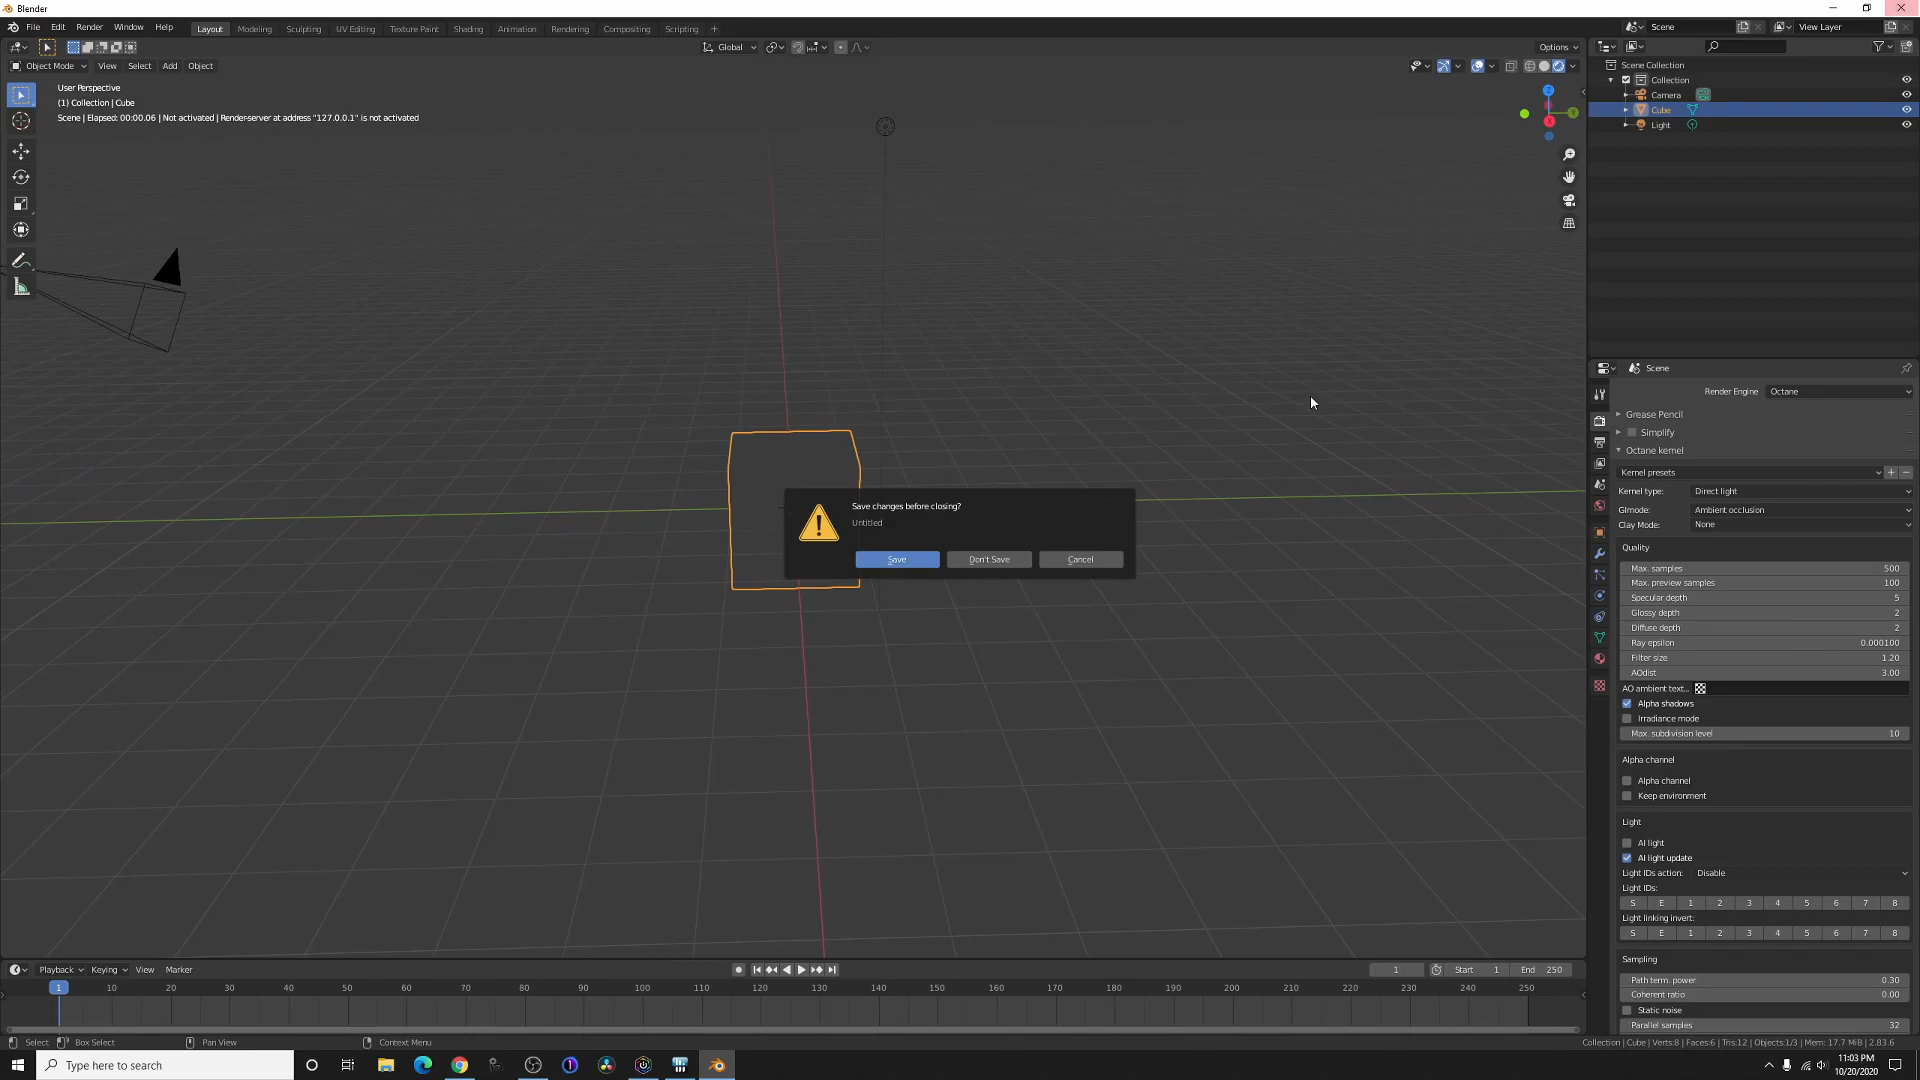 Blender
File Edit Render Window Help
Layout Modeling Sculpting UV Editing Texture Paint Shading Animation Rendering Compositing Scripting +
Scene View Layer
Global Options
Object Mode View Select Add Object
User Perspective
(1) Collection | Cube
Scene | Elapsed: 00:00.06 | Not activated | Render-server at address "127.0.0.1" is not activated
Z
Y
X
Scene Collection
Collection
Camera
Cube
Light
Scene
Render Engine Octane
Grease Pencil
Simplify
Octane kernel
Kernel presets
Kernel type: Direct light
GImode: Ambient occlusion
Clay Mode: None
Quality
Max. samples 500
Max. preview samples 100
Specular depth 5
Glossy depth 2
Diffuse depth 2
Ray epsilon 0.000100
Filter size 1.20
AOdist 3.00
AO ambient text...
Alpha shadows
Irradiance mode
Max. subdivision level 10
Alpha channel
Alpha channel
Keep environment
Light
AI light
AI light update
Light IDs action: Disable
Light IDs:
S E 1 2 3 4 5 6 7 8
Light linking invert:
S E 1 2 3 4 5 6 7 8
Sampling
Path term. power 0.30
Coherent ratio 0.00
Static noise
Parallel samples 32
Save changes before closing?
Untitled
Save Don't Save Cancel
Playback Keying View Marker
1 Start 1 End 250
1 10 20 30 40 50 60 70 80 90 100 110 120 130 140 150 160 170 180 190 200 210 220 230 240 250
Select Box Select Pan View Context Menu
Collection | Cube | Verts:8 | Faces:6 | Tris:12 | Objects:1/3 | Mem: 17.7 MiB | 2.83.6
Type here to search
11:03 PM
10/20/2020